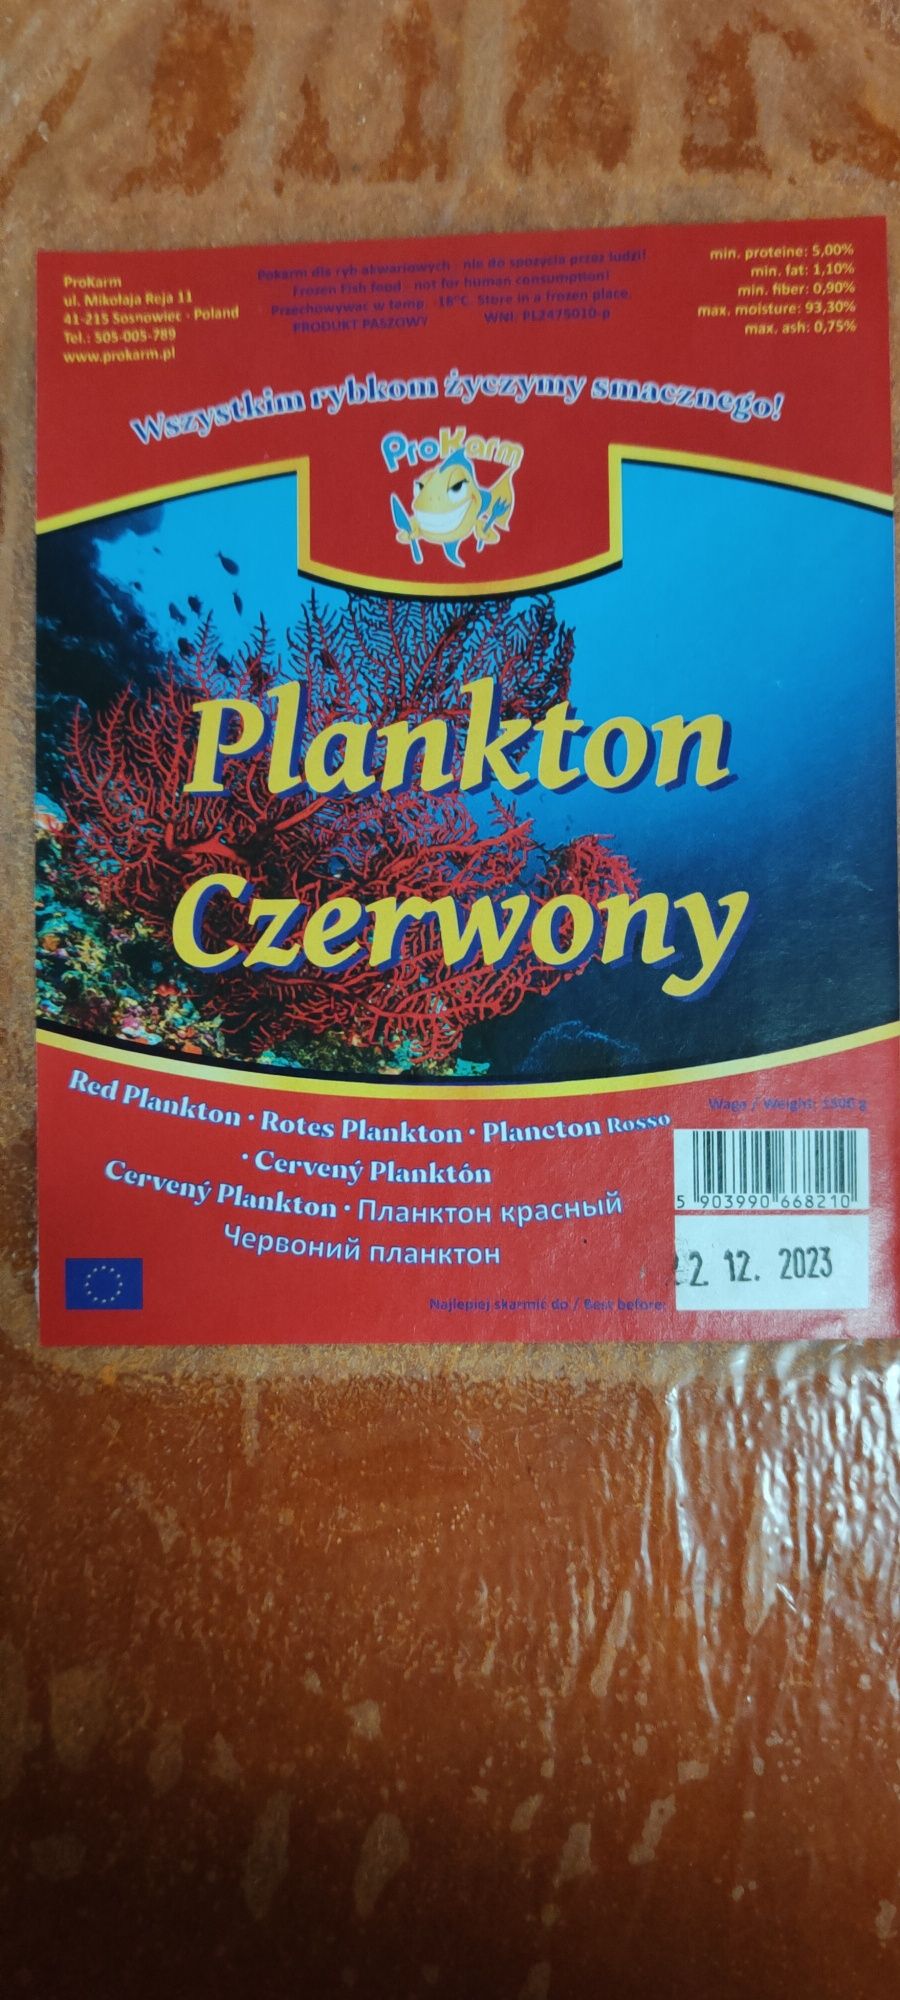 ProKarm
ul. Mikołaja Reja 11
41-215 Sosnowiec - Poland
Tel.: 505-005-789
www.prokarm.pl
Pokarm dla ryb akwariowych - nie do spożycia przez ludzi!
Frozen Fish food - not for human consumption!
Przechowywać w temp. -18°C. Store in a frozen place.
PRODUKT PASZOWY WNI: PL2475010-p
min. proteine: 5,00%
min. fat: 1,10%
min. fiber: 0,90%
max. moisture: 93,30%
max. ash: 0,75%
Wszystkim rybkom życzymy smacznego!
ProKarm
Plankton
Czerwony
Red Plankton • Rotes Plankton • Plancton Rosso
• Cervený Planktón
Cervený Plankton • Планктон красный
Червоний планктон
Waga / Weight: g
5 903990 668210
2 12. 2023
Najlepiej skarmić do / Best before: